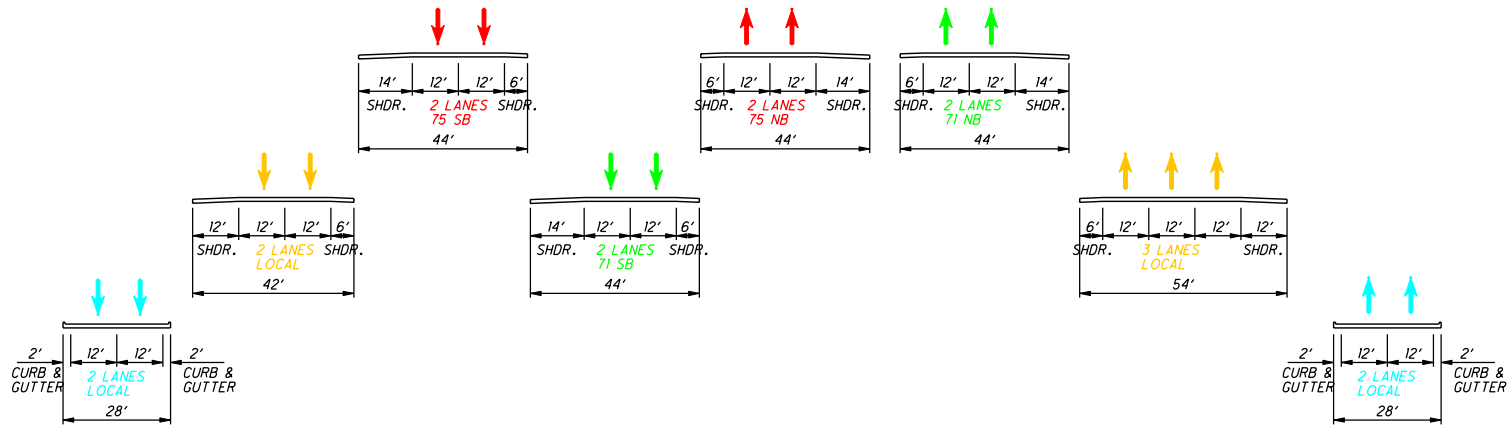 14' 12' 12' 6'
SHDR. 2 LANES SHDR.
75 SB
44'
6' 12' 12' 14'
SHDR. 2 LANES SHDR.
75 NB
44'
6' 12' 12' 14'
SHDR. 2 LANES SHDR.
71 NB
44'
12' 12' 12' 6'
SHDR. 2 LANES SHDR.
LOCAL
42'
14' 12' 12' 6'
SHDR. 2 LANES SHDR.
71 SB
44'
6' 12' 12' 12' 12'
SHDR. 3 LANES SHDR.
LOCAL
54'
2' 12' 12' 2'
CURB & 2 LANES CURB &
GUTTER LOCAL GUTTER
28'
2' 12' 12' 2'
CURB & 2 LANES CURB &
GUTTER LOCAL GUTTER
28'